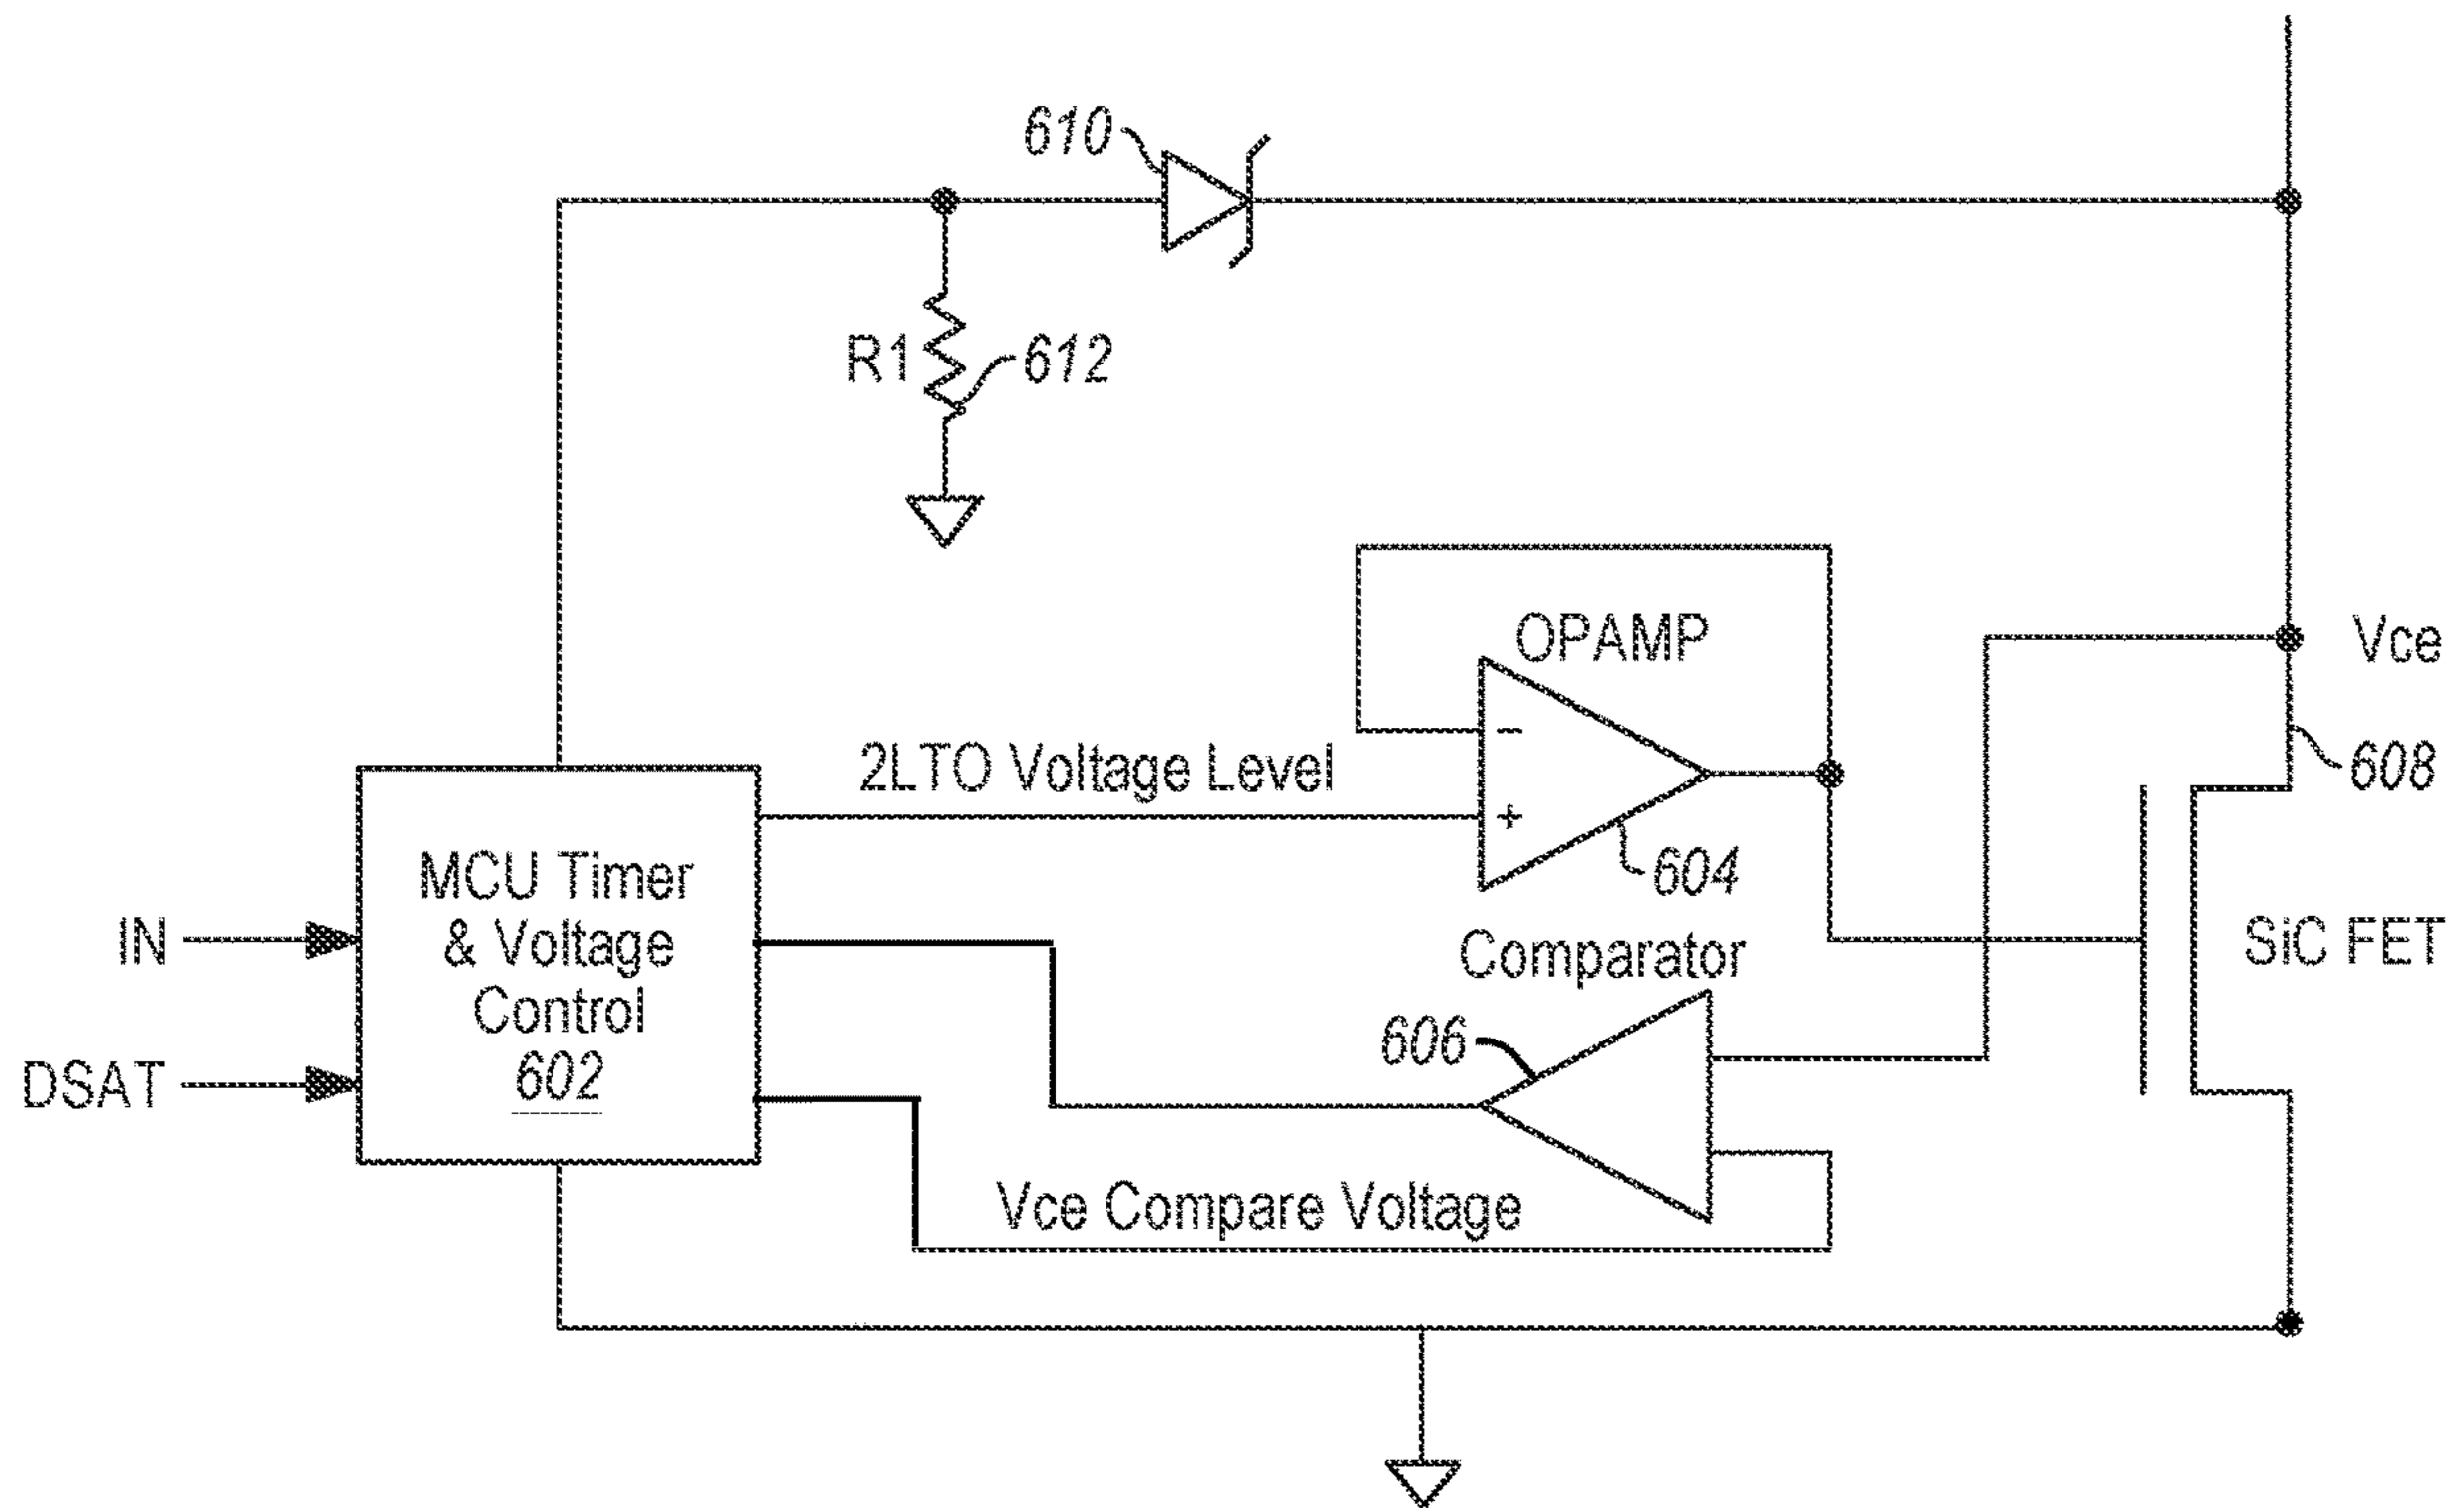 610
R1
612
OPAMP
Vce
-
2LTO Voltage Level
608
+
MCU Timer
& Voltage
Control
602
604
IN
Comparator
SiC FET
606
DSAT
Vce Compare Voltage